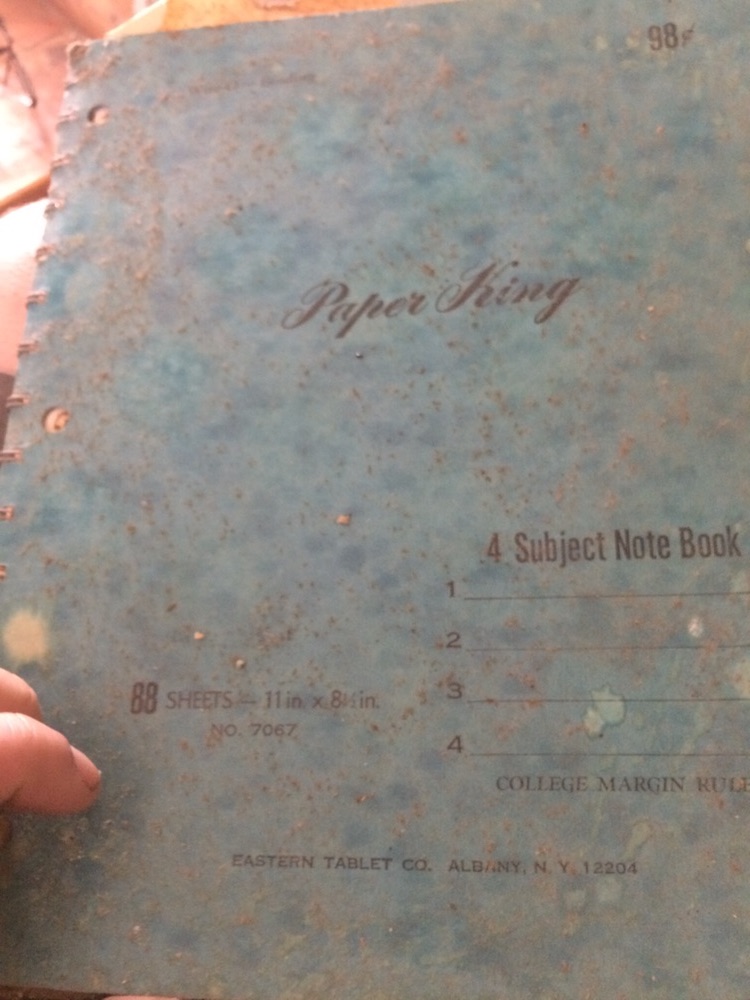 98¢
Paper King
4 Subject Note Book
1
2
88 SHEETS — 11 in. x 8½ in.
3
NO. 7067
4
COLLEGE MARGIN RULE
EASTERN TABLET CO. ALBANY, N. Y. 12204